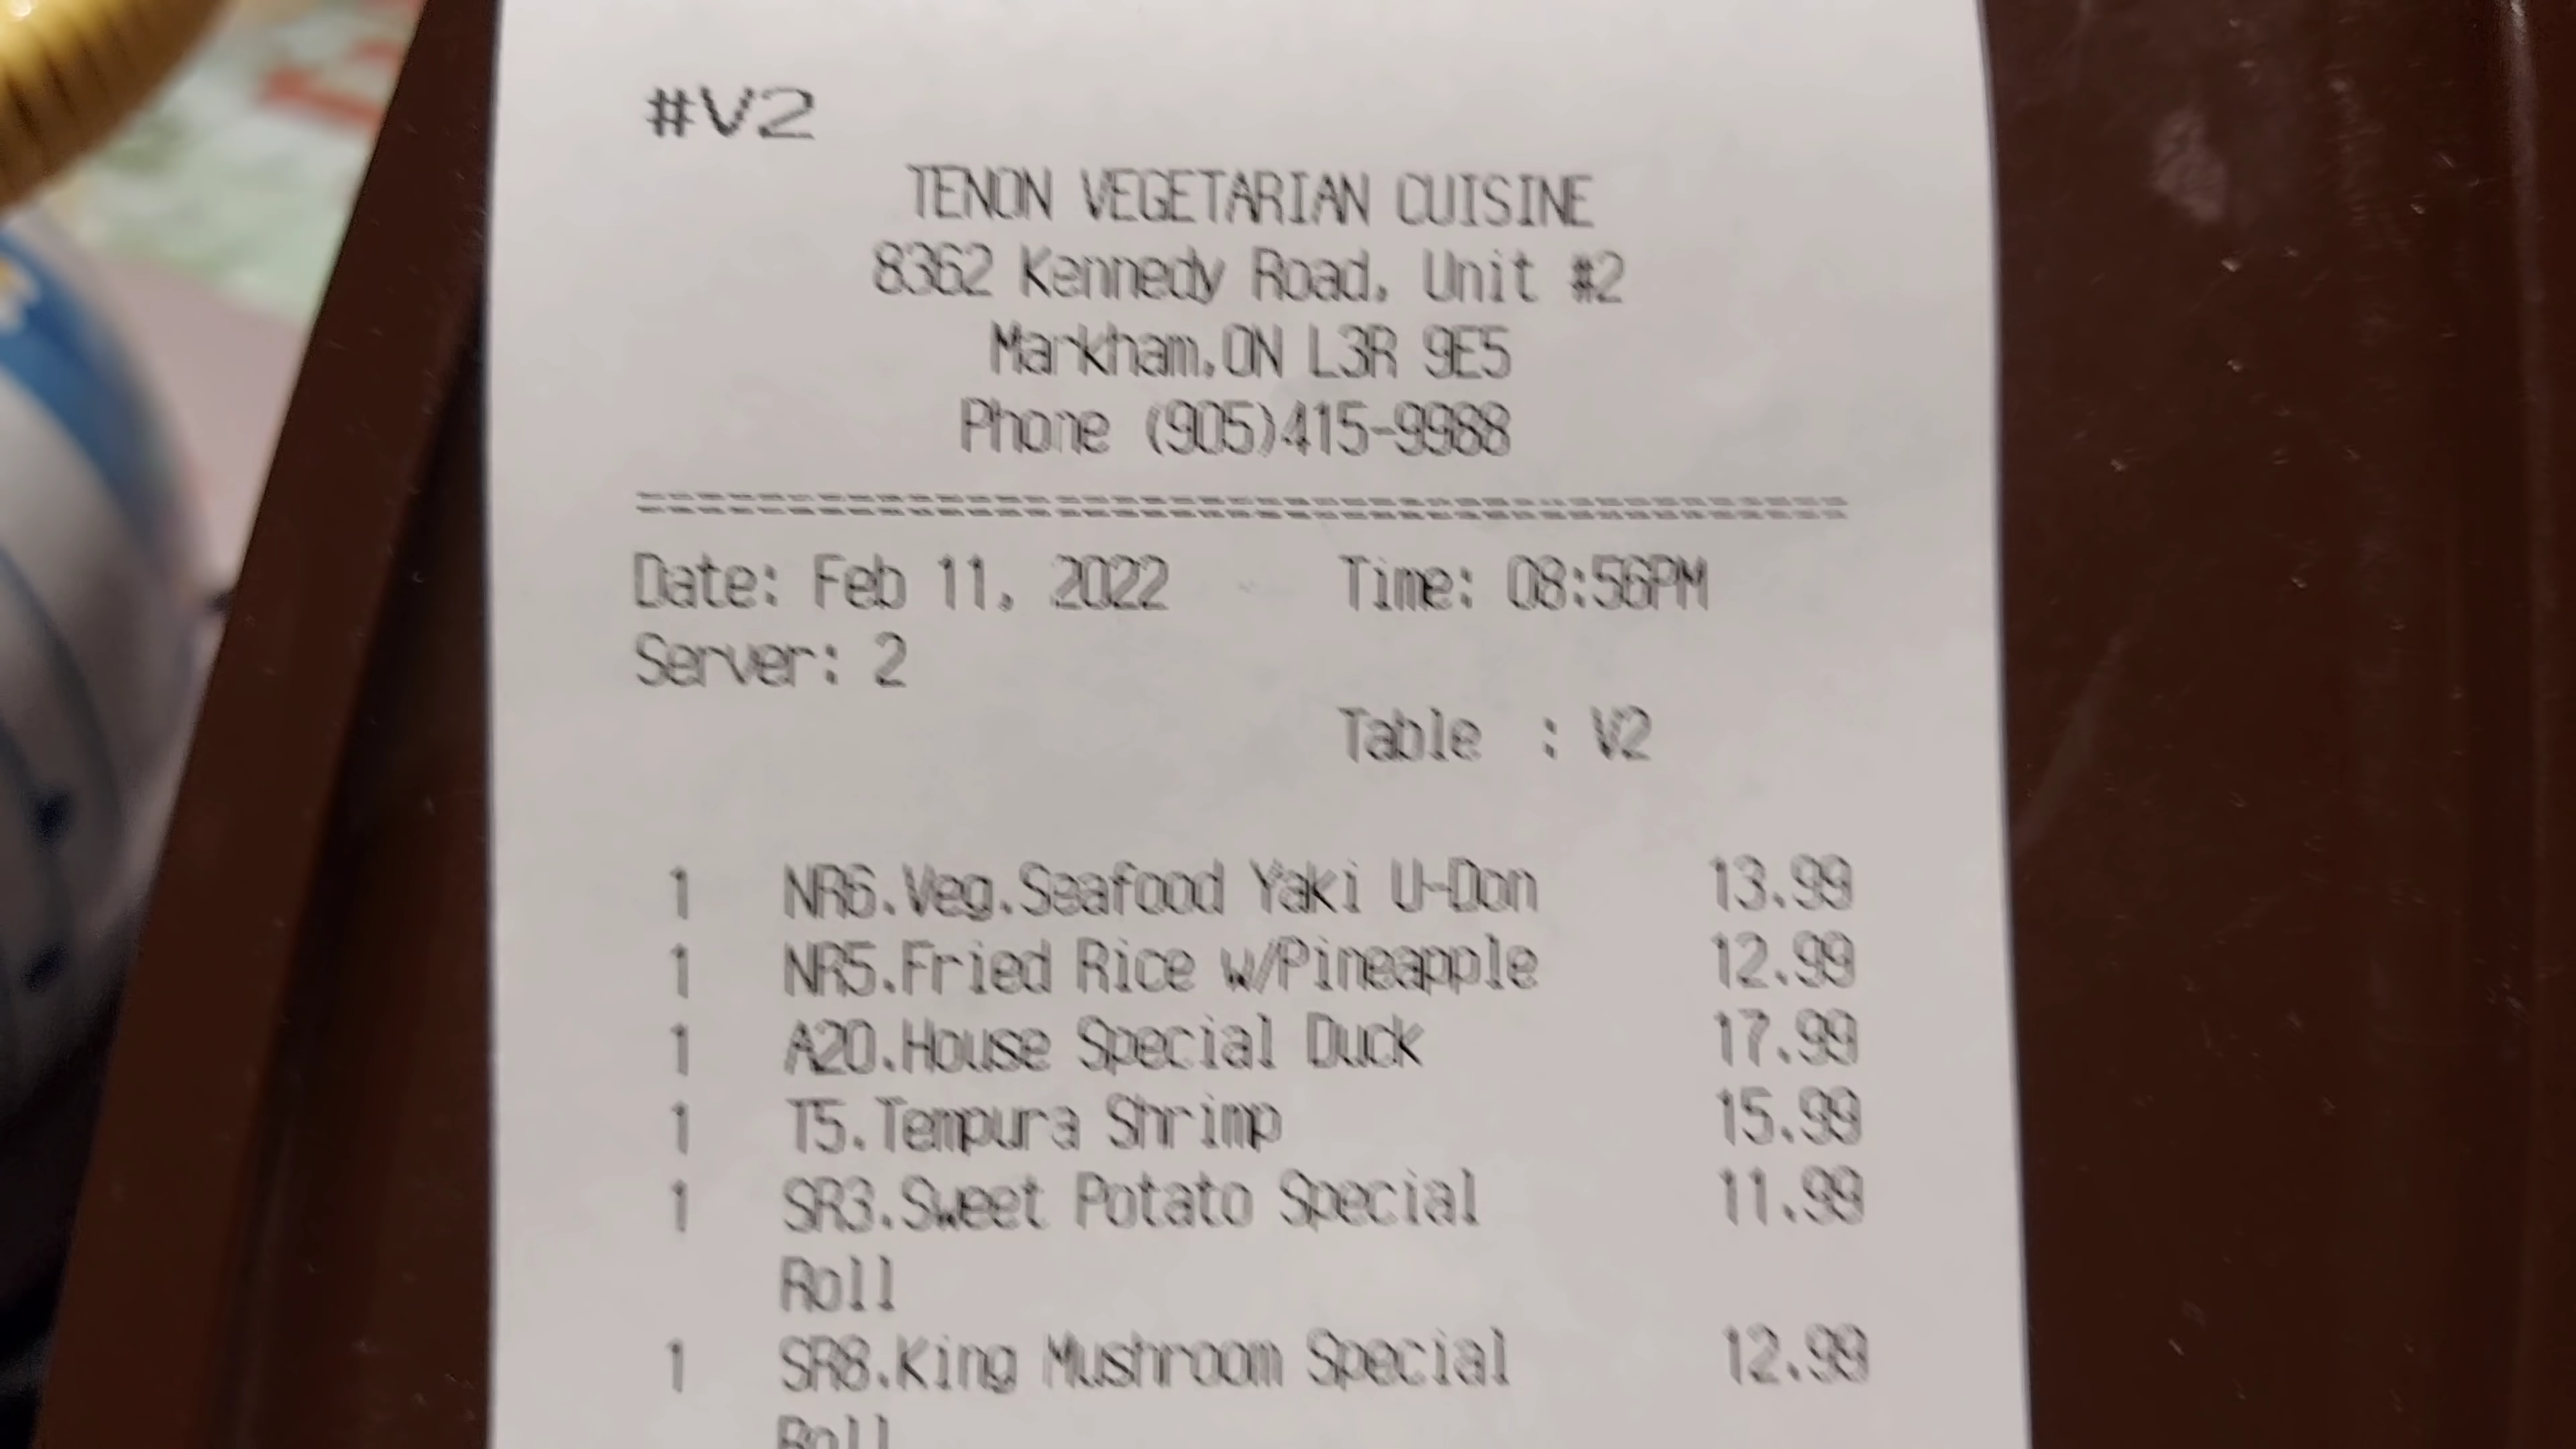 #V2
TENON VEGETARIAN CUISINE
8362 Kennedy Road, Unit #2
Markham,ON L3R 9E5
Phone (905)415-9988
=========================================
Date: Feb 11, 2022 Time: 08:56PM
Server: 2
Table : V2
1 NR6.Veg.Seafood Yaki U-Don 13.99
1 NR5.Fried Rice w/Pineapple 12.99
1 A20.House Special Duck 17.99
1 T5.Tempura Shrimp 15.99
1 SR3.Sweet Potato Special 11.99
Roll
1 SR8.King Mushroom Special 12.99
Roll